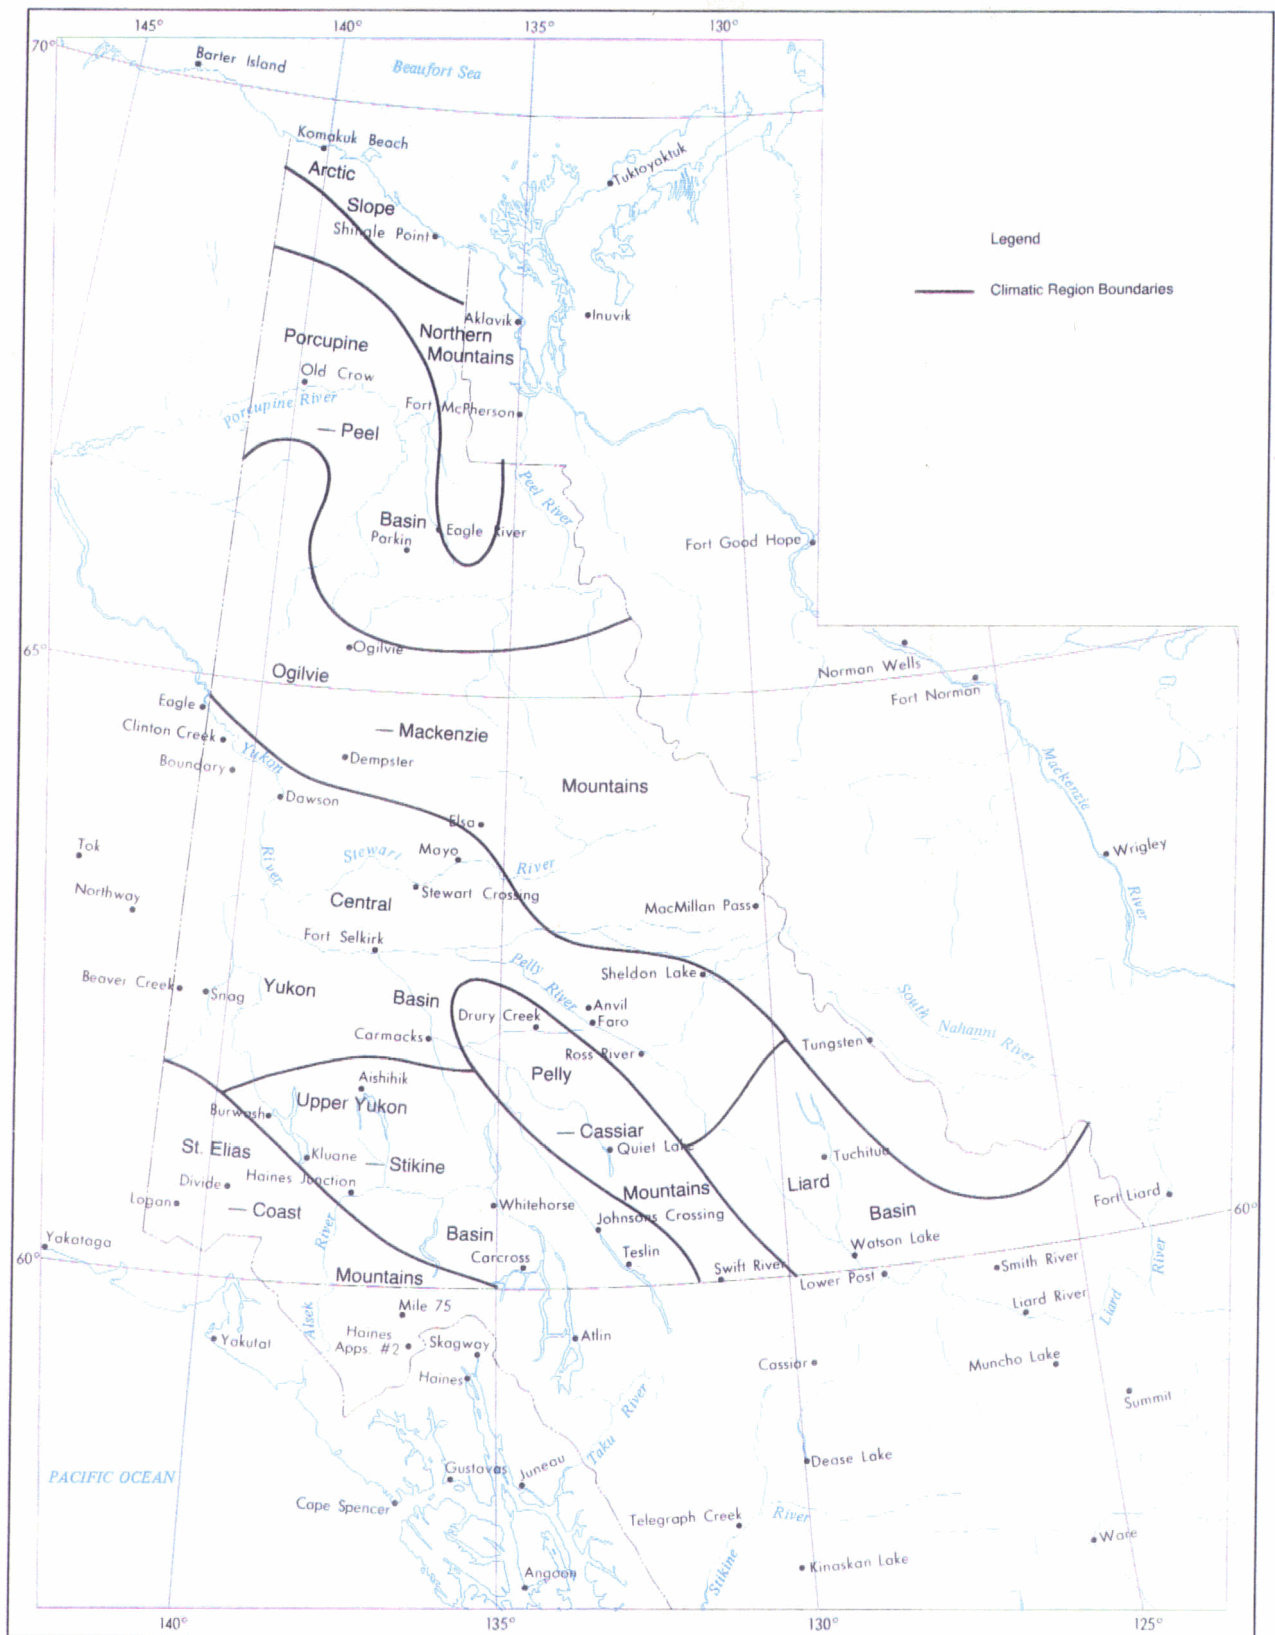 145°
140°
135°
130°
70°
Barter Island
Beaufort Sea
Komakuk Beach
Arctic
Tuktoyaktuk
Slope
Shingle Point
Legend
Climatic Region Boundaries
Aklavik
Inuvik
Northern
Mountains
Porcupine
Old Crow
Porcupine River
Fort McPherson
— Peel
Peel River
Basin
Eagle River
Parkin
Fort Good Hope
65°
Ogilvie
Ogilvie
Norman Wells
Fort Norman
Eagle
Clinton Creek
Yukon
— Mackenzie
Boundary
Dempster
Mackenzie
Mountains
Dawson
Elsa
Tok
River
Stewart
Mayo
River
Wrigley
Northway
Stewart Crossing
Central
MacMillan Pass
River
Fort Selkirk
Pelly
River
Sheldon Lake
Beaver Creek
Snag
Yukon
Basin
Anvil
Drury Creek
Faro
South Nahanni River
Carmacks
Ross River
Tungsten
Pelly
Aishihik
Burwash
Upper Yukon
— Cassiar
Quiet Lake
St. Elias
Kluane
— Stikine
Tuchitua
Liard
Divide
Haines Junction
Mountains
Fort Liard
Logan
— Coast
Whitehorse
Johnsons Crossing
Basin
60°
Yakataga
River
Basin
Teslin
Watson Lake
Carcross
Swift River
Smith River
River
60°
Mountains
Lower Post
Liard River
Liard
Mile 75
Alsek
Yakutat
Haines
Apps. #2
Skagway
Atlin
Cassiar
Muncho Lake
Haines
Summit
River
Taku
Dease Lake
PACIFIC OCEAN
Gustavas
Juneau
Cape Spencer
Telegraph Creek
River
Ware
Stikine
Kinaskan Lake
Angoon
140°
135°
130°
125°